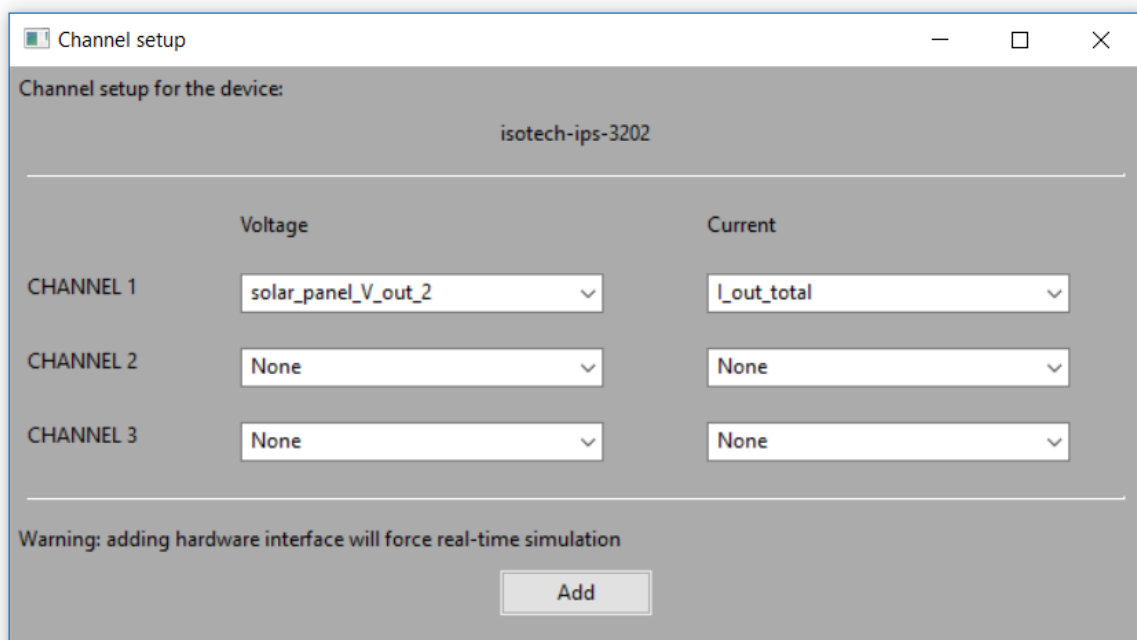 Channel setup
Channel setup for the device:
isotech-ips-3202
Voltage Current
CHANNEL 1 solar_panel_V_out_2 I_out_total
CHANNEL 2 None None
CHANNEL 3 None None
Warning: adding hardware interface will force real-time simulation
Add